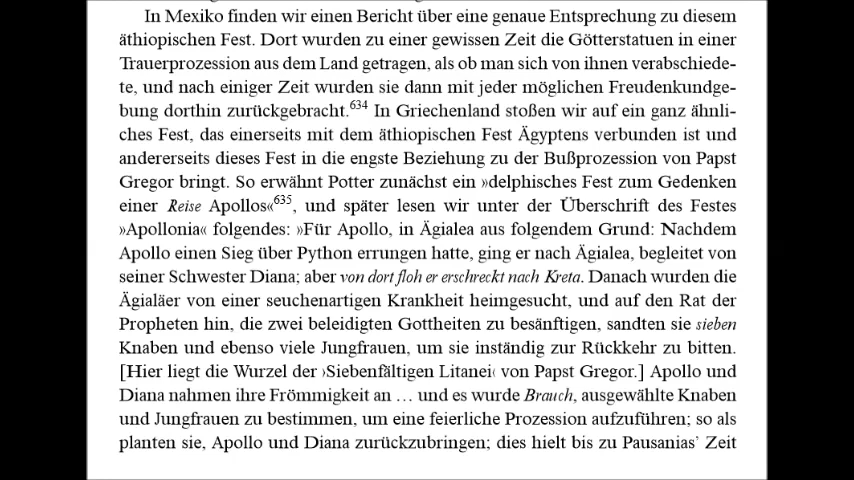 In Mexiko finden wir einen Bericht über eine genaue Entsprechung zu diesem
äthiopischen Fest. Dort wurden zu einer gewissen Zeit die Götterstatuen in einer
Trauerprozession aus dem Land getragen, als ob man sich von ihnen verabschiede-
te, und nach einiger Zeit wurden sie dann mit jeder möglichen Freudenkundge-
bung dorthin zurückgebracht.634 In Griechenland stoßen wir auf ein ganz ähnli-
ches Fest, das einerseits mit dem äthiopischen Fest Ägyptens verbunden ist und
andererseits dieses Fest in die engste Beziehung zu der Bußprozession von Papst
Gregor bringt. So erwähnt Potter zunächst ein »delphisches Fest zum Gedenken
einer Reise Apollos«635, und später lesen wir unter der Überschrift des Festes
»Apollonia« folgendes: »Für Apollo, in Ägialea aus folgendem Grund: Nachdem
Apollo einen Sieg über Python errungen hatte, ging er nach Ägialea, begleitet von
seiner Schwester Diana; aber von dort floh er erschreckt nach Kreta. Danach wurden die
Ägialäer von einer seuchenartigen Krankheit heimgesucht, und auf den Rat der
Propheten hin, die zwei beleidigten Gottheiten zu besänftigen, sandten sie sieben
Knaben und ebenso viele Jungfrauen, um sie inständig zur Rückkehr zu bitten.
[Hier liegt die Wurzel der ›Siebenfältigen Litanei‹ von Papst Gregor.] Apollo und
Diana nahmen ihre Frömmigkeit an … und es wurde Brauch, ausgewählte Knaben
und Jungfrauen zu bestimmen, um eine feierliche Prozession aufzuführen; so als
planten sie, Apollo und Diana zurückzubringen; dies hielt bis zu Pausanias’ Zeit